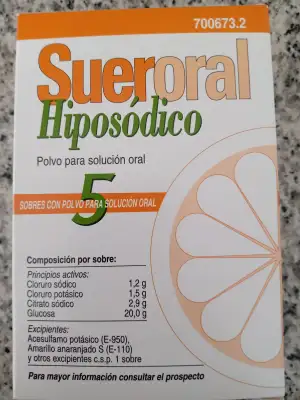 700673.2
Sueroral
Hiposódico
Polvo para solución oral
5
SOBRES CON POLVO PARA SOLUCIÓN ORAL
Composición por sobre:
Principios activos:
Cloruro sódico 1,2 g
Cloruro potásico 1,5 g
Citrato sódico 2,9 g
Glucosa 20,0 g
Excipientes:
Acesulfamo potásico (E-950),
Amarillo anaranjado S (E-110)
y otros excipientes c.s.p. 1 sobre
Para mayor información consultar el prospecto